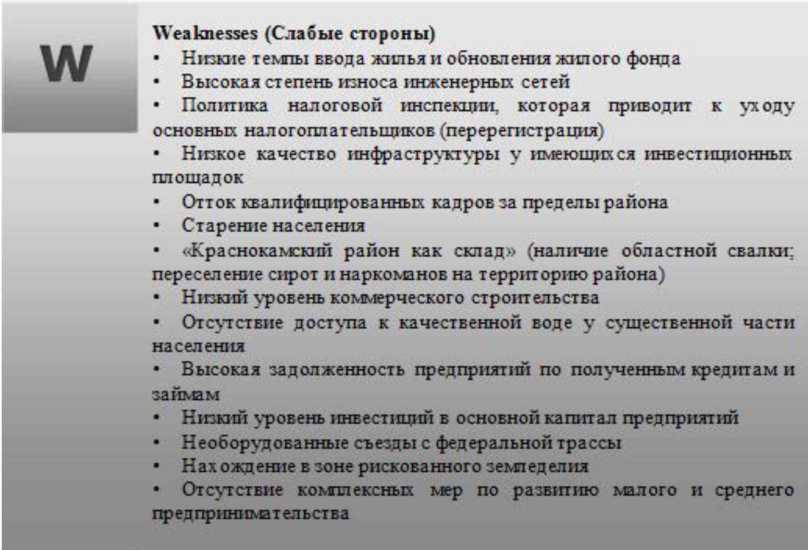 W
Weaknesses (Слабые стороны)
• Низкие темпы ввода жилья и обновления жилого фонда
• Высокая степень износа инженерных сетей
• Политика налоговой инспекции, которая приводит к уходу
основных налогоплательщиков (перерегистрация)
• Низкое качество инфраструктуры у имеющихся инвестиционных
площадок
• Отток квалифицированных кадров за пределы района
• Старение населения
• «Краснокамский район как склад» (наличие областной свалки;
переселение сирот и наркоманов на территорию района)
• Низкий уровень коммерческого строительства
• Отсутствие доступа к качественной воде у существенной части
населения
• Высокая задолженность предприятий по полученным кредитам и
займам
• Низкий уровень инвестиций в основной капитал предприятий
• Необорудованные съезды с федеральной трассы
• Нахождение в зоне рискованного земледелия
• Отсутствие комплексных мер по развитию малого и среднего
предпринимательства